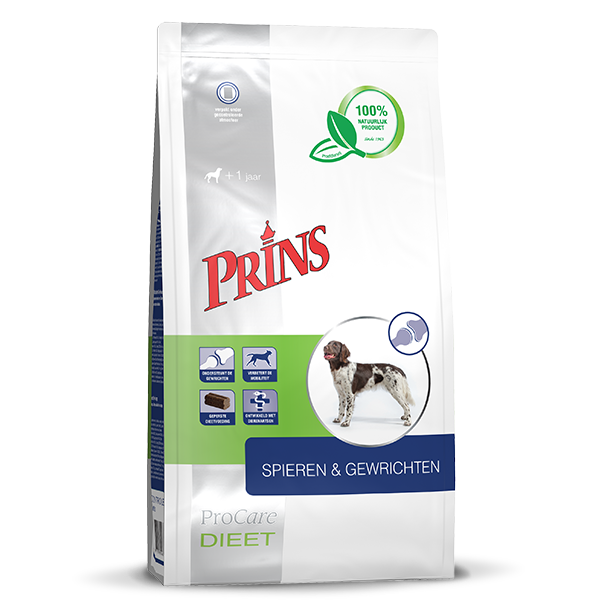 100%
NATUURLIJK
PRODUCT
+ 1 jaar
PRINS
ONDERSTEUNT DE
GEWRICHTEN
VERBETERT DE
MOBILITEIT
GEPERSTE
DIEETVOEDING
ONTWIKKELD MET
DIERENARTSEN
SPIEREN & GEWRICHTEN
ProCare
DIEET